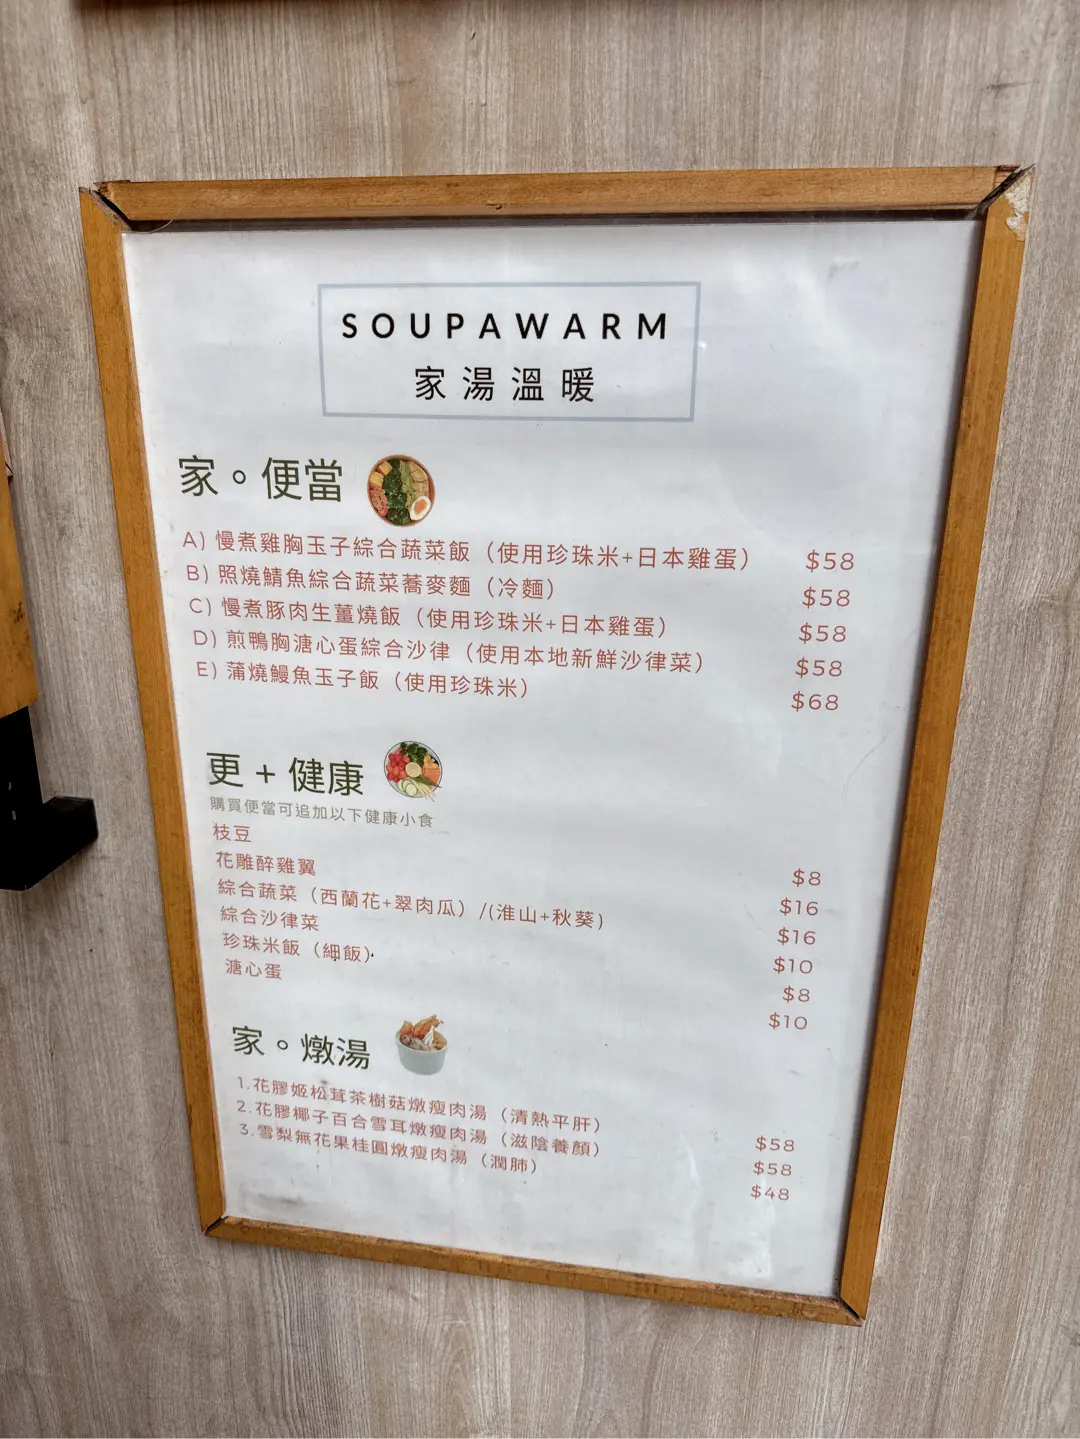 SOUPAWARM
家湯溫暖
家。便當
A) 慢煮雞胸玉子綜合蔬菜飯（使用珍珠米+日本雞蛋） $58
B) 照燒鯖魚綜合蔬菜蕎麥麵（冷麵） $58
C) 慢煮豚肉生薑燒飯（使用珍珠米+日本雞蛋） $58
D) 煎鴨胸溏心蛋綜合沙律（使用本地新鮮沙律菜） $58
E) 蒲燒鰻魚玉子飯（使用珍珠米） $68
更 + 健康
購買便當可追加以下健康小食
枝豆 $8
花雕醉雞翼 $16
綜合蔬菜（西蘭花+翠肉瓜）/(淮山+秋葵) $16
綜合沙律菜 $10
珍珠米飯（細飯） $8
溏心蛋 $10
家。燉湯
1.花膠姬松茸茶樹菇燉瘦肉湯（清熱平肝） $58
2.花膠椰子百合雪耳燉瘦肉湯（滋陰養顏） $58
3.雪梨無花果桂圓燉瘦肉湯（潤肺） $48